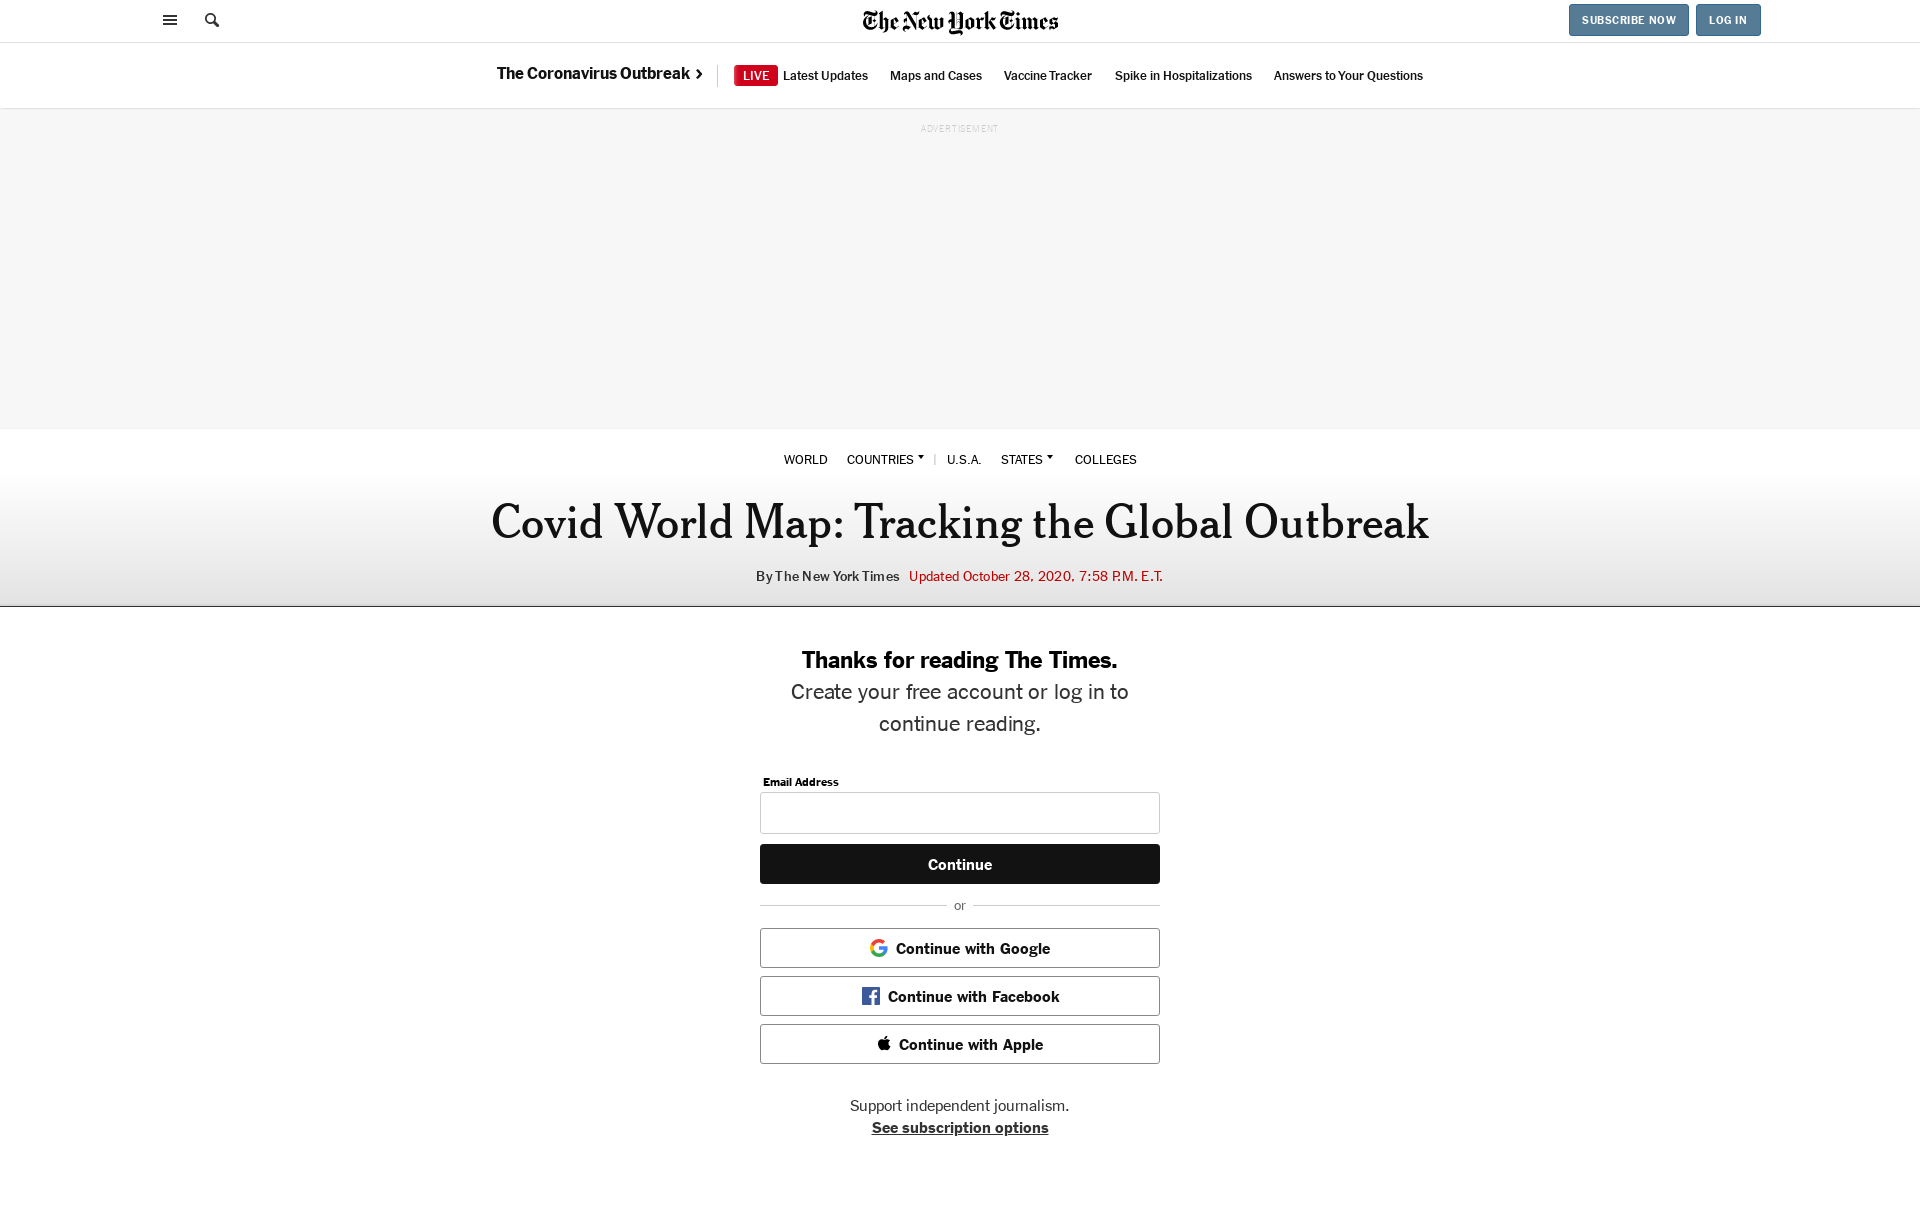 The New York Times
SUBSCRIBE NOW
LOG IN
The Coronavirus Outbreak
LIVE Latest Updates
Maps and Cases
Vaccine Tracker
Spike in Hospitalizations
Answers to Your Questions
ADVERTISEMENT
WORLD COUNTRIES | U.S.A. STATES COLLEGES
Covid World Map: Tracking the Global Outbreak
By The New York Times Updated October 28, 2020, 7:58 P.M. E.T.
Thanks for reading The Times.
Create your free account or log in to
continue reading.
Email Address
Continue
or
Continue with Google
Continue with Facebook
Continue with Apple
Support independent journalism.
See subscription options